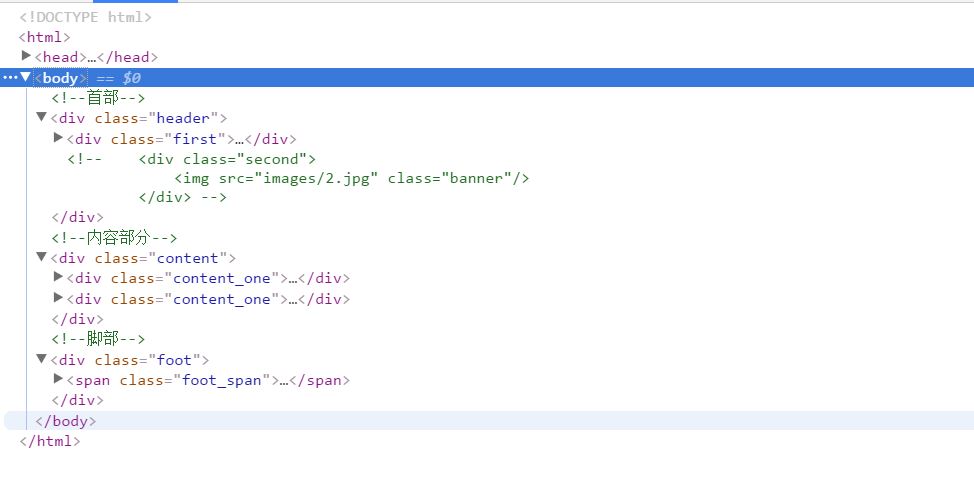 <!DOCTYPE html>
<html>
<head>…</head>
<body> == $0
<!--首部-->
<div class="header">
<div class="first">…</div>
<!-- <div class="second">
<img src="images/2.jpg" class="banner"/>
</div> -->
</div>
<!--内容部分-->
<div class="content">
<div class="content_one">…</div>
<div class="content_one">…</div>
</div>
<!--脚部-->
<div class="foot">
<span class="foot_span">…</span>
</div>
</body>
</html>